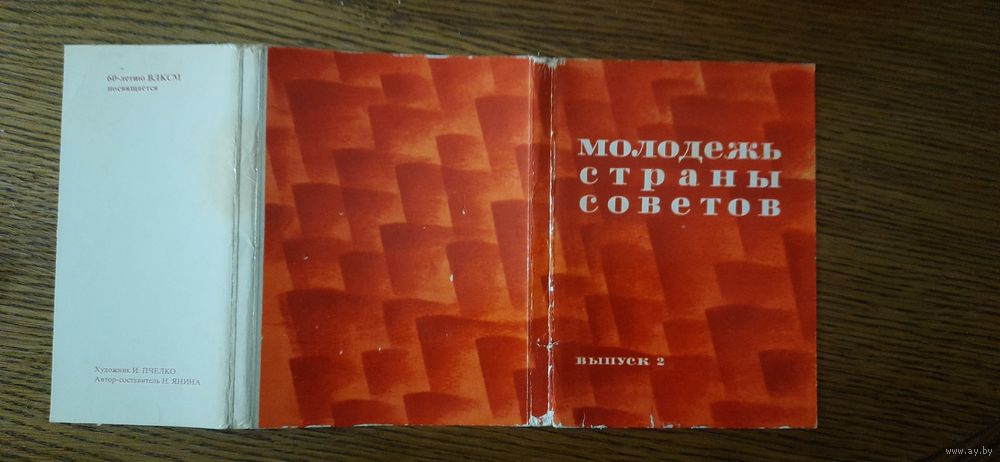 60-летию ВЛКСМ
посвящается
Художник И. ПЧЕЛКО
Автор-составитель Н. ЯНИНА
МОЛОДЕЖЬ
СТРАНЫ
СОВЕТОВ
ВЫПУСК 2
www.ay.by